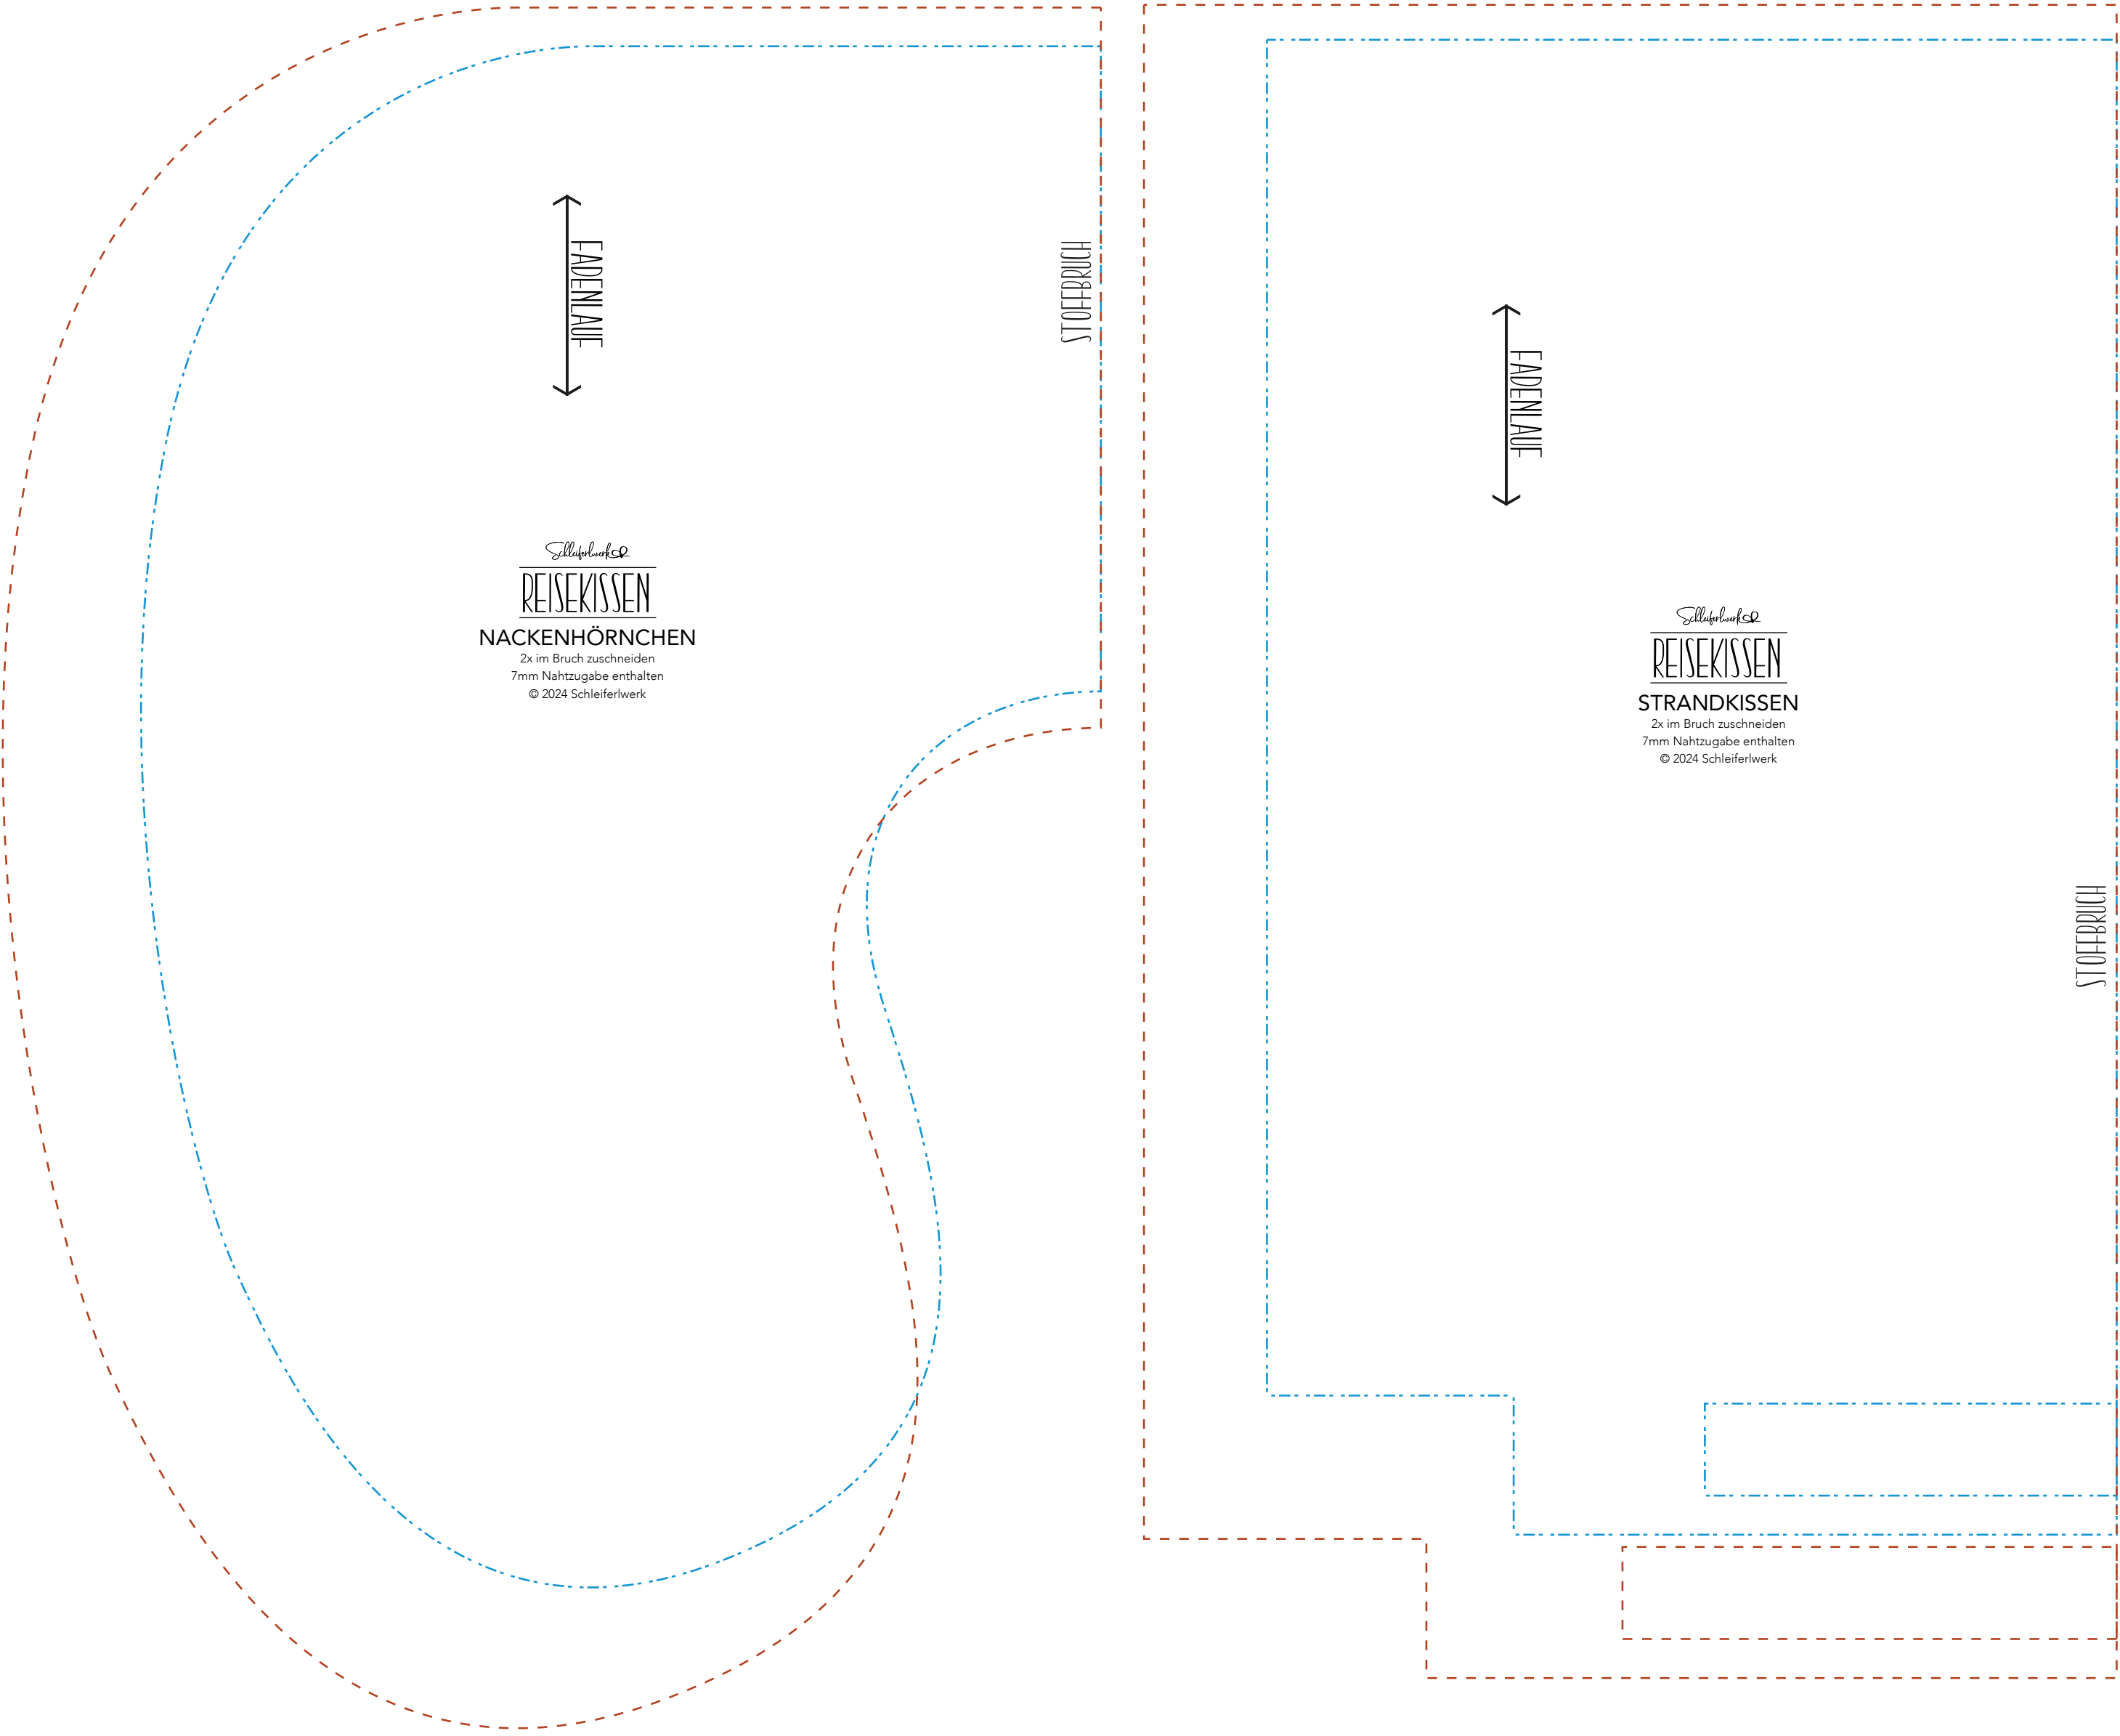 FADENLAUF
STOFFBRUCH
Schleiferlwerk
REISEKISSEN
NACKENHÖRNCHEN
2x im Bruch zuschneiden
7mm Nahtzugabe enthalten
© 2024 Schleiferlwerk
FADENLAUF
Schleiferlwerk
REISEKISSEN
STRANDKISSEN
2x im Bruch zuschneiden
7mm Nahtzugabe enthalten
© 2024 Schleiferlwerk
STOFFBRUCH